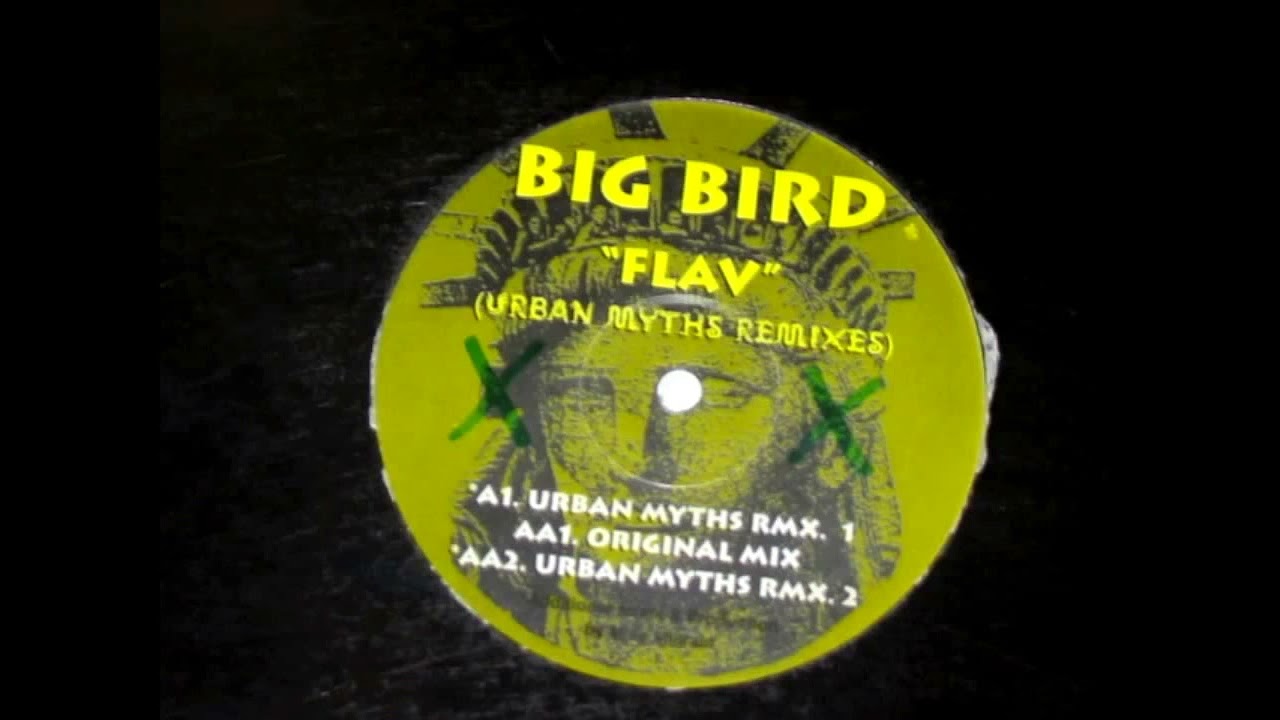 BIG BIRD
"FLAV"
(URBAN MYTHS REMIXES)
*A1. URBAN MYTHS RMX. 1
AA1. ORIGINAL MIX
*AA2. URBAN MYTHS RMX. 2